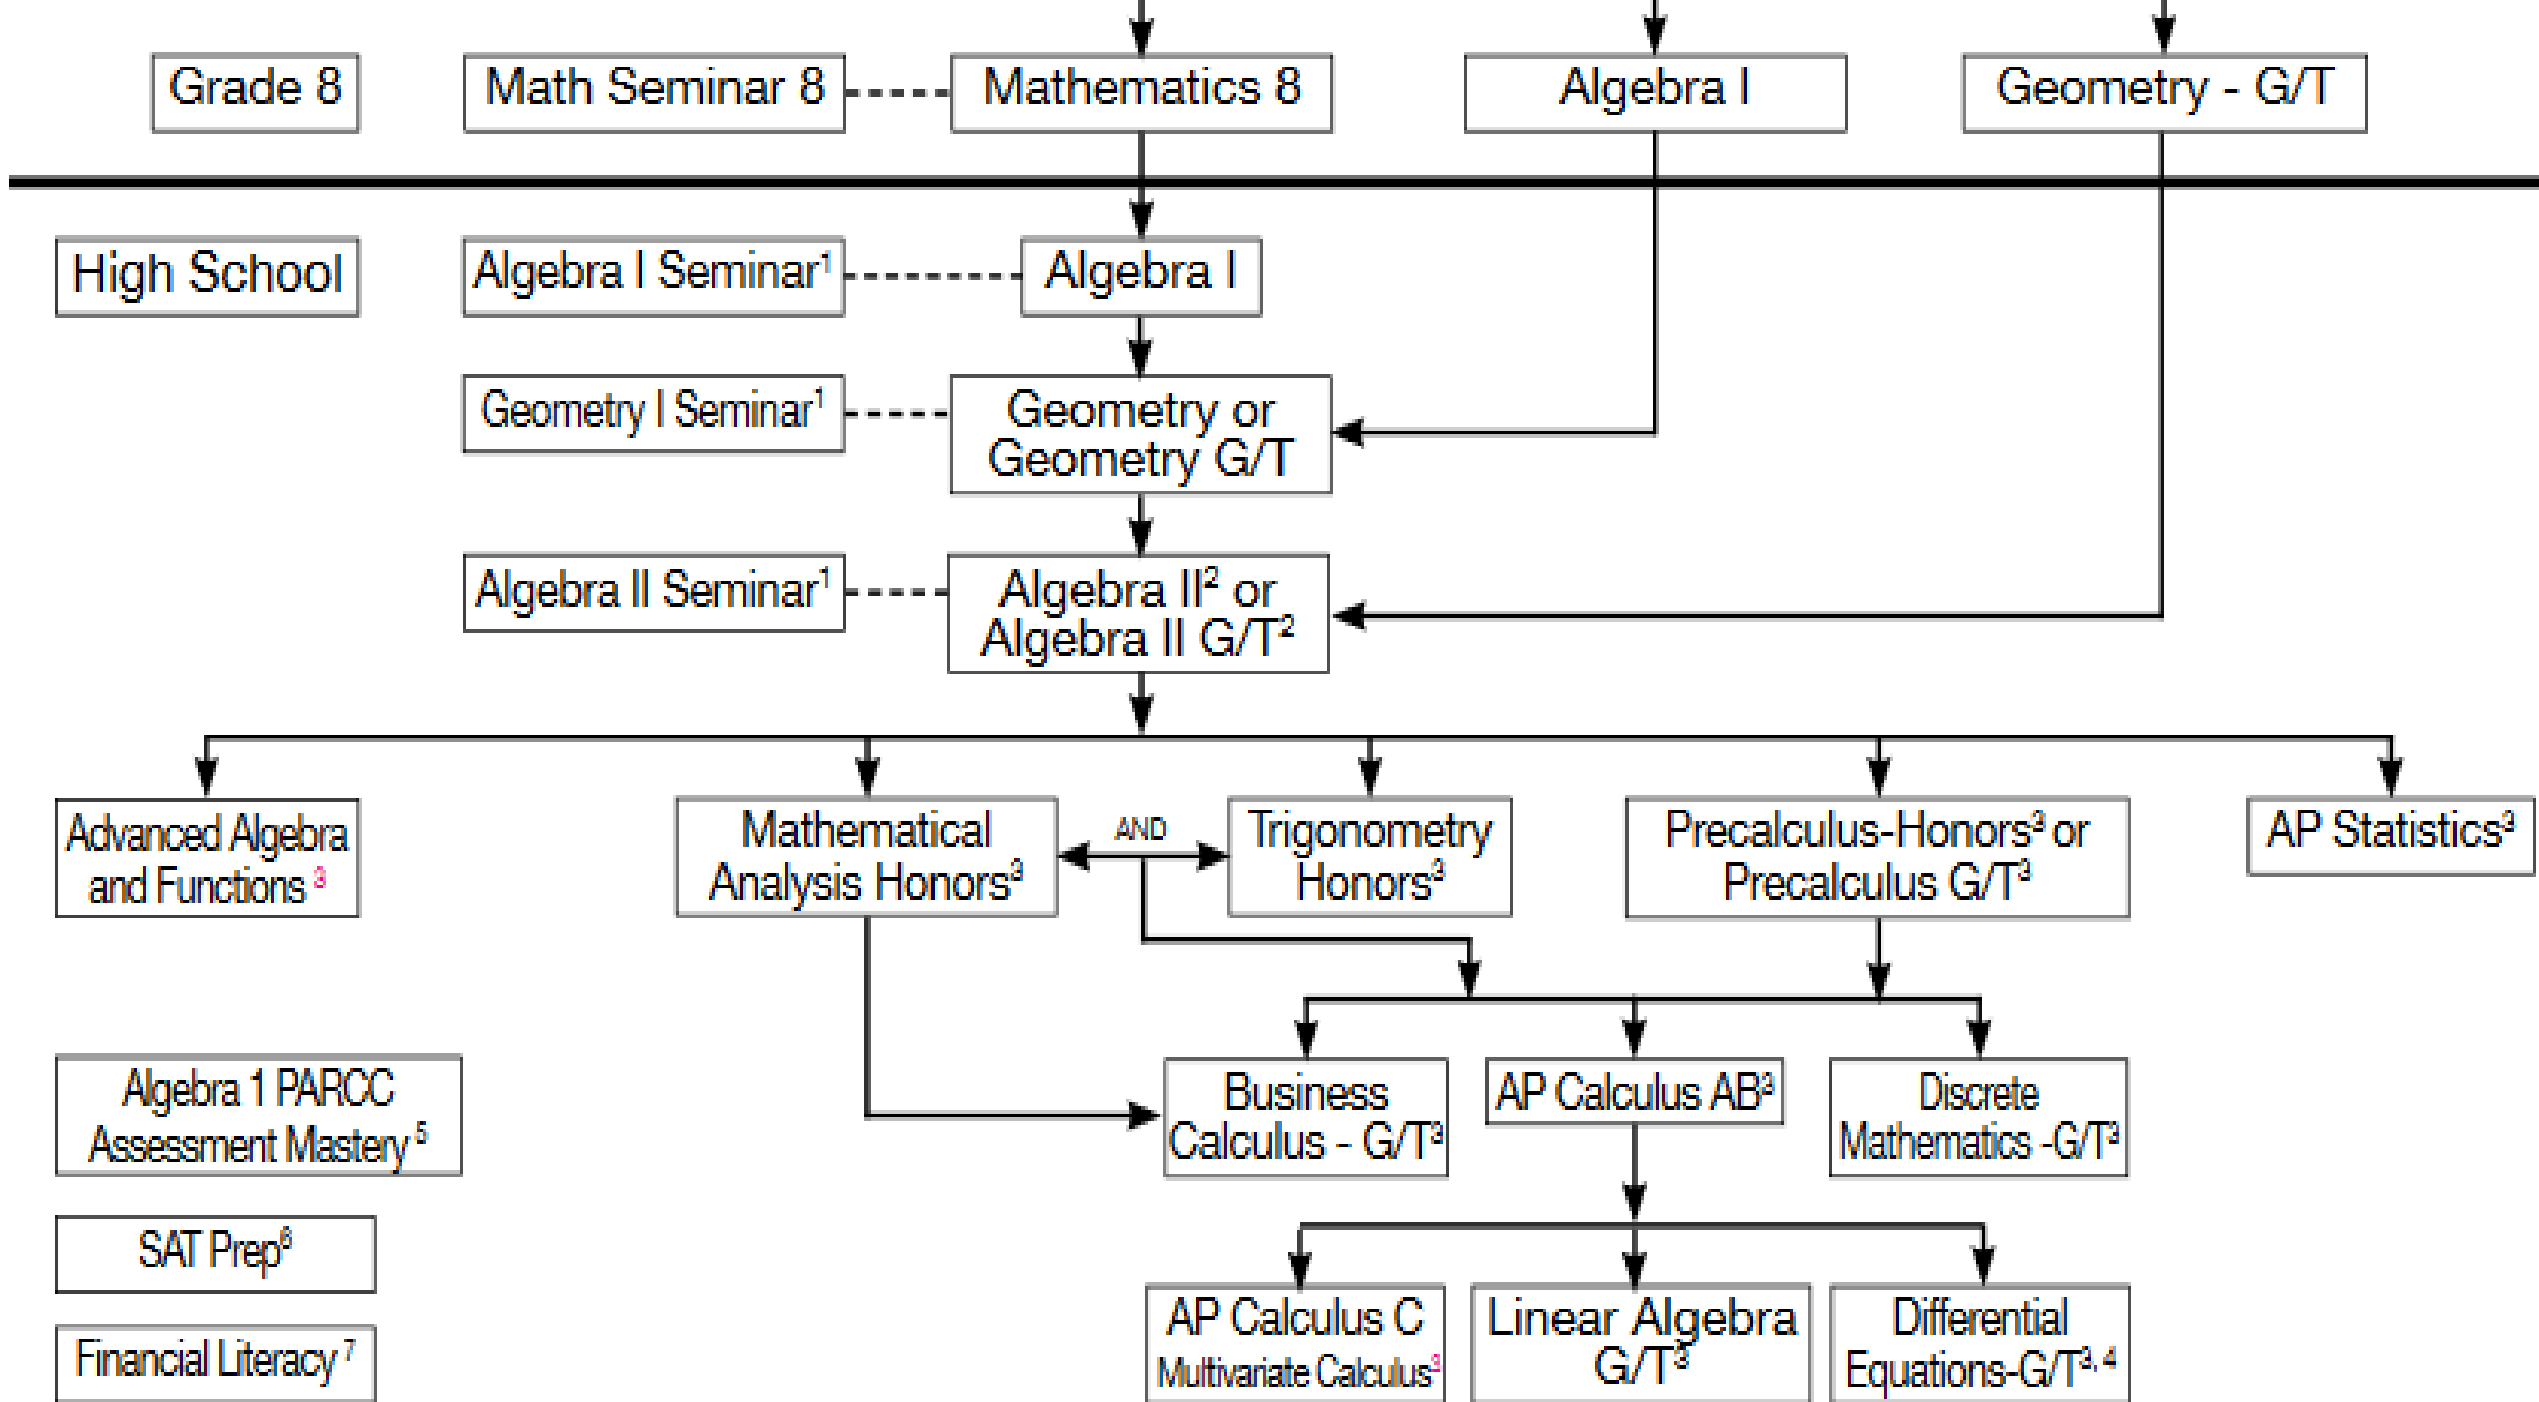 Grade 8
Math Seminar 8
Mathematics 8
Algebra I
Geometry - G/T
High School
Algebra I Seminar¹
Algebra I
Geometry I Seminar¹
Geometry or
Geometry G/T
Algebra II Seminar¹
Algebra II² or
Algebra II G/T²
Advanced Algebra
and Functions ³
Mathematical
Analysis Honors³
AND
Trigonometry
Honors³
Precalculus-Honors³ or
Precalculus G/T³
AP Statistics³
Algebra 1 PARCC
Assessment Mastery ⁵
Business
Calculus - G/T³
AP Calculus AB³
Discrete
Mathematics -G/T³
SAT Prep⁶
Financial Literacy ⁷
AP Calculus C
Multivariate Calculus³
Linear Algebra
G/T³
Differential
Equations-G/T³,⁴